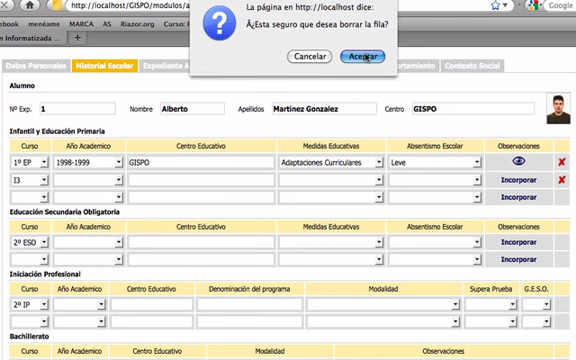 http://localhost/GISPO/modulos/a
facebook menéame MARCA AS Riazor.org
n Informatizada ...
La página en http://localhost dice:
Â¿Esta seguro que desea borrar la fila?
Cancelar Aceptar
Datos Personales Historial Escolar Expediente A
ortamiento Contexto Social
Alumno
Nº Exp. 1 Nombre Alberto Apellidos Martinez Gonzalez Centro GISPO
Infantil y Educación Primaria
Curso Año Academico Centro Educativo Medidas Educativas Absentismo Escolar Observaciones
1º EP 1998-1999 GISPO Adaptaciones Curriculares Leve
I3 Incorporar
Incorporar
Educación Secundaria Obligatoria
Curso Año Academico Centro Educativo Medidas Educativas Absentismo Escolar Observaciones
2º ESO Incorporar
Incorporar
Iniciación Profesional
Curso Año Academico Centro Educativo Denominación del programa Modalidad Supera Prueba G.E.S.O.
2º IP
Bachillerato
Curso Año Academico Centro Educativo Modalidad Observaciones